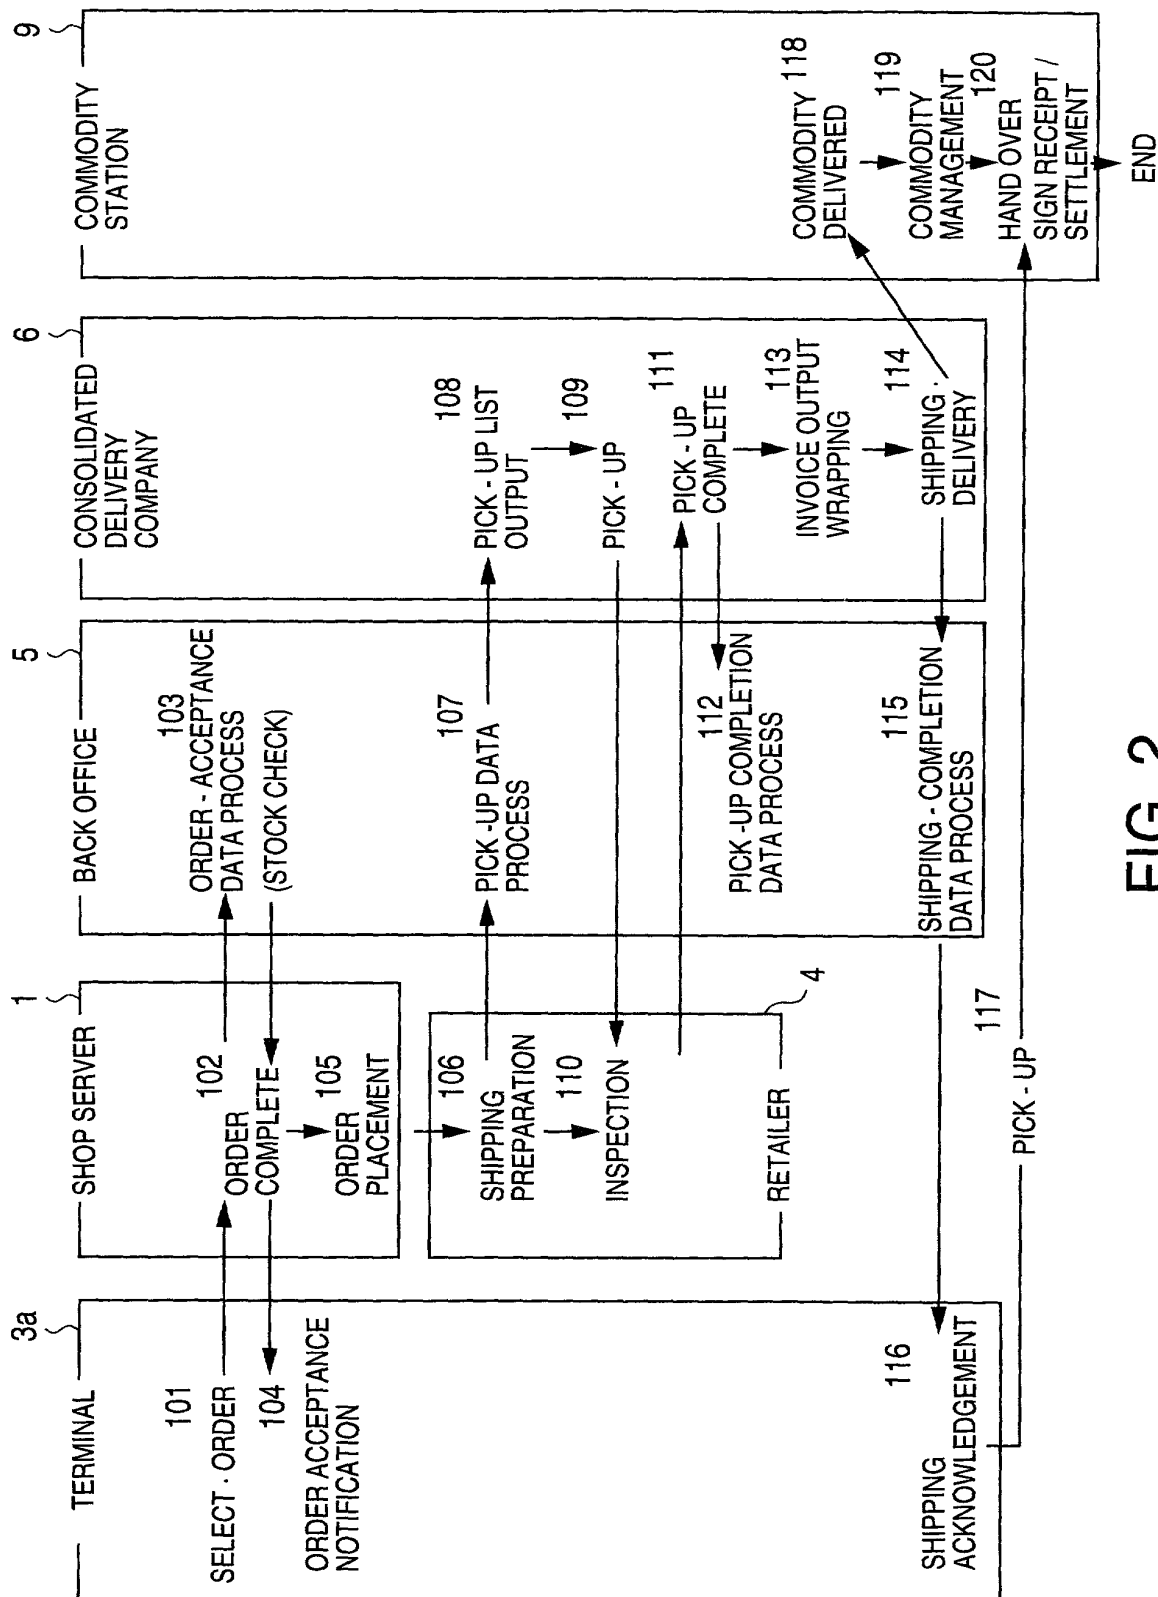 3a
TERMINAL
101
SELECT · ORDER
104
ORDER ACCEPTANCE
NOTIFICATION
116
SHIPPING
ACKNOWLEDGEMENT
1
SHOP SERVER
102
ORDER
COMPLETE
105
ORDER
PLACEMENT
106
SHIPPING
PREPARATION
110
INSPECTION
RETAILER
4
5
BACK OFFICE
103
ORDER - ACCEPTANCE
DATA PROCESS
(STOCK CHECK)
107
PICK - UP DATA
PROCESS
112
PICK - UP COMPLETION
DATA PROCESS
115
SHIPPING - COMPLETION
DATA PROCESS
6
CONSOLIDATED
DELIVERY
COMPANY
108
PICK - UP LIST
OUTPUT
109
PICK - UP
111
PICK - UP
COMPLETE
113
INVOICE OUTPUT
WRAPPING
114
SHIPPING ·
DELIVERY
9
COMMODITY
STATION
118
COMMODITY
DELIVERED
119
COMMODITY
MANAGEMENT
120
HAND OVER
SIGN RECEIPT /
SETTLEMENT
END
117
PICK - UP
FIG. 2